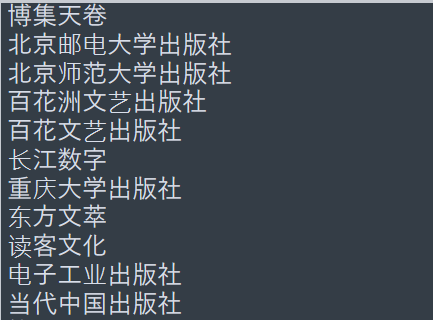 博集天卷
北京邮电大学出版社
北京师范大学出版社
百花洲文艺出版社
百花文艺出版社
长江数字
重庆大学出版社
东方文萃
读客文化
电子工业出版社
当代中国出版社